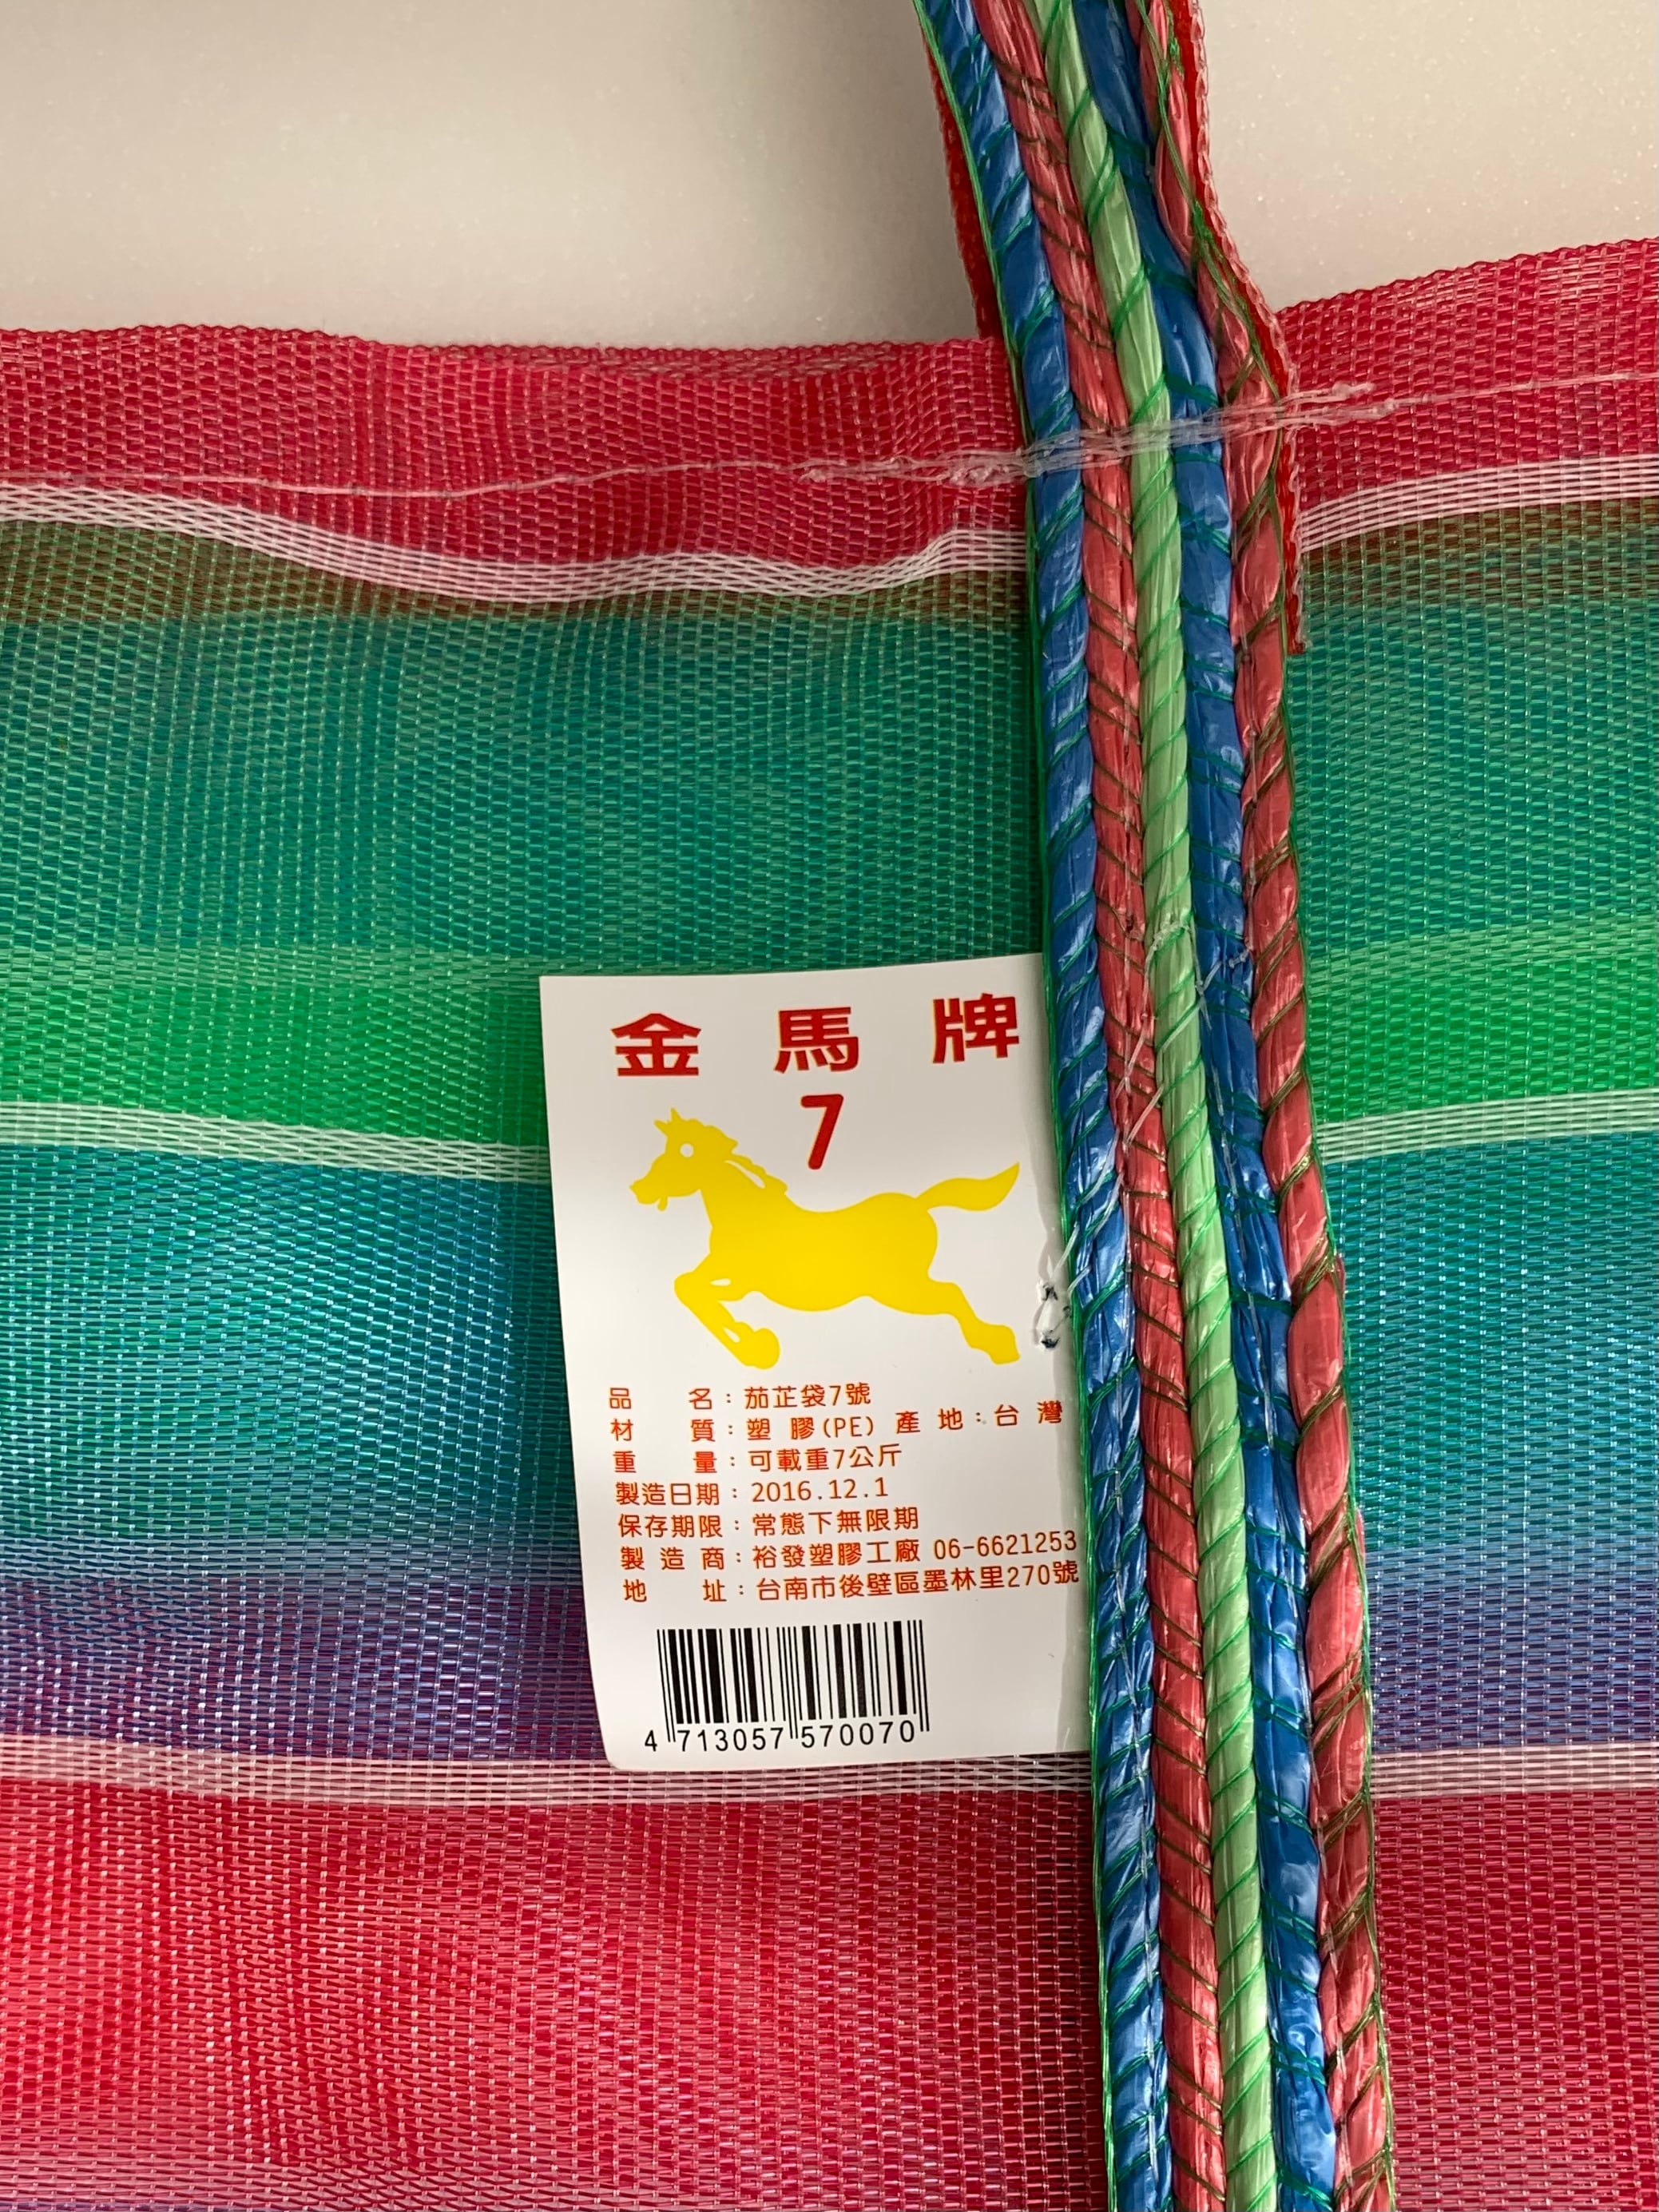 金馬牌
7
品名：茄芷袋7號
材質：塑膠(PE) 產地：台灣
重量：可載重7公斤
製造日期：2016.12.1
保存期限：常態下無限期
製造商：裕發塑膠工廠 06-6621253
地址：台南市後壁區墨林里270號
4 713057 570070